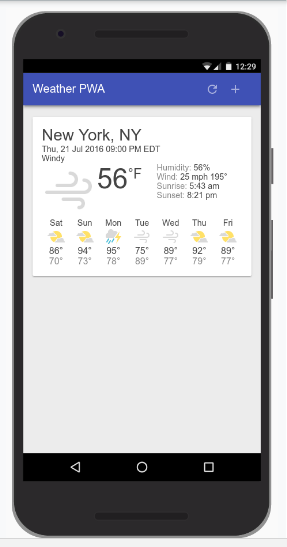 12:29
Weather PWA
New York, NY
Thu, 21 Jul 2016 09:00 PM EDT
Windy
56°F
Humidity: 56%
Wind: 25 mph 195°
Sunrise: 5:43 am
Sunset: 8:21 pm
Sat Sun Mon Tue Wed Thu Fri
86° 94° 95° 75° 89° 92° 89°
70° 73° 78° 89° 77° 79° 77°